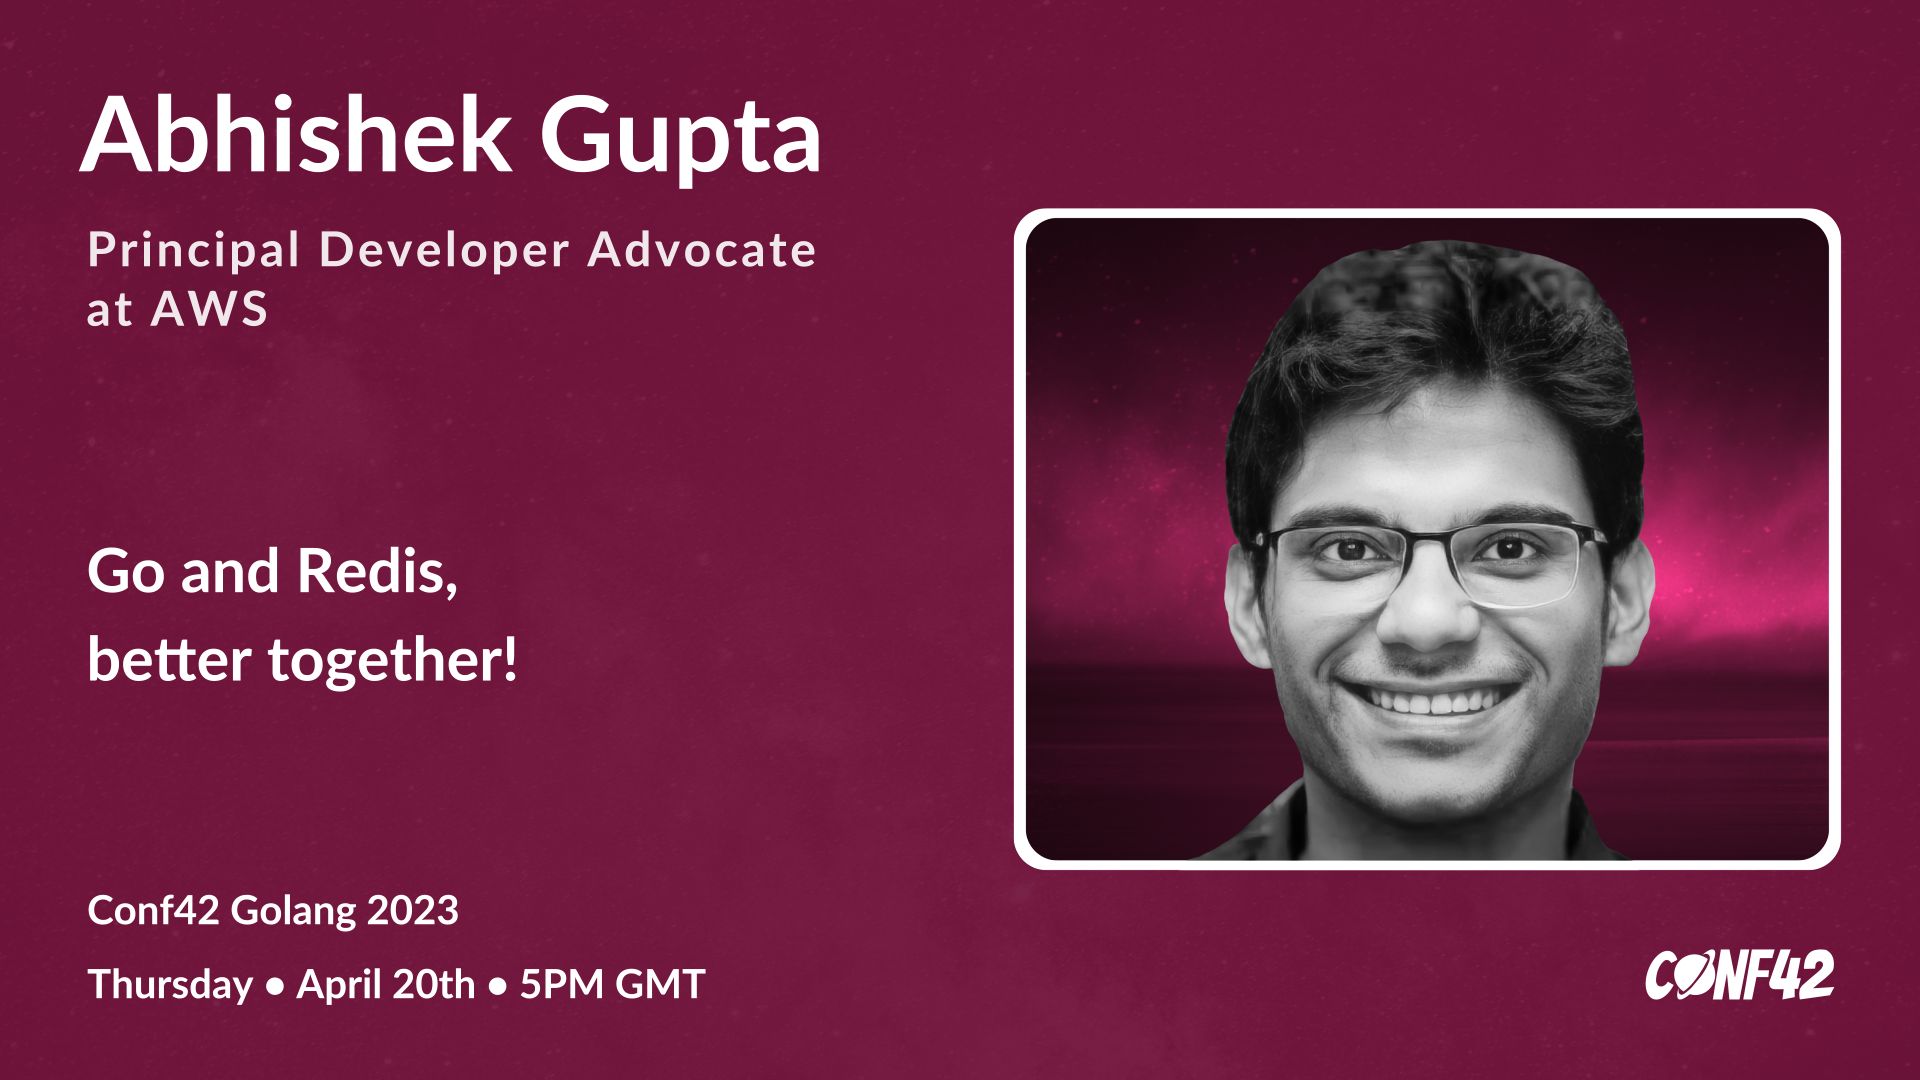 Abhishek Gupta
Principal Developer Advocate
at AWS
Go and Redis,
better together!
Conf42 Golang 2023
Thursday ● April 20th ● 5PM GMT
CONF42